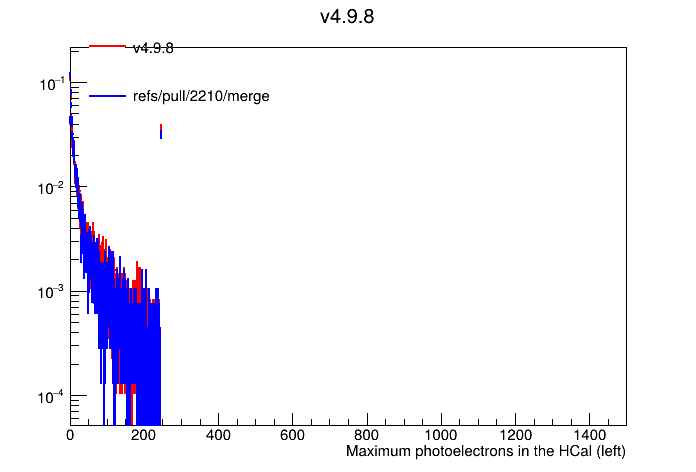 v4.9.8
v4.9.8
refs/pull/2210/merge
10⁻¹
10⁻²
10⁻³
10⁻⁴
0 200 400 600 800 1000 1200 1400
Maximum photoelectrons in the HCal (left)